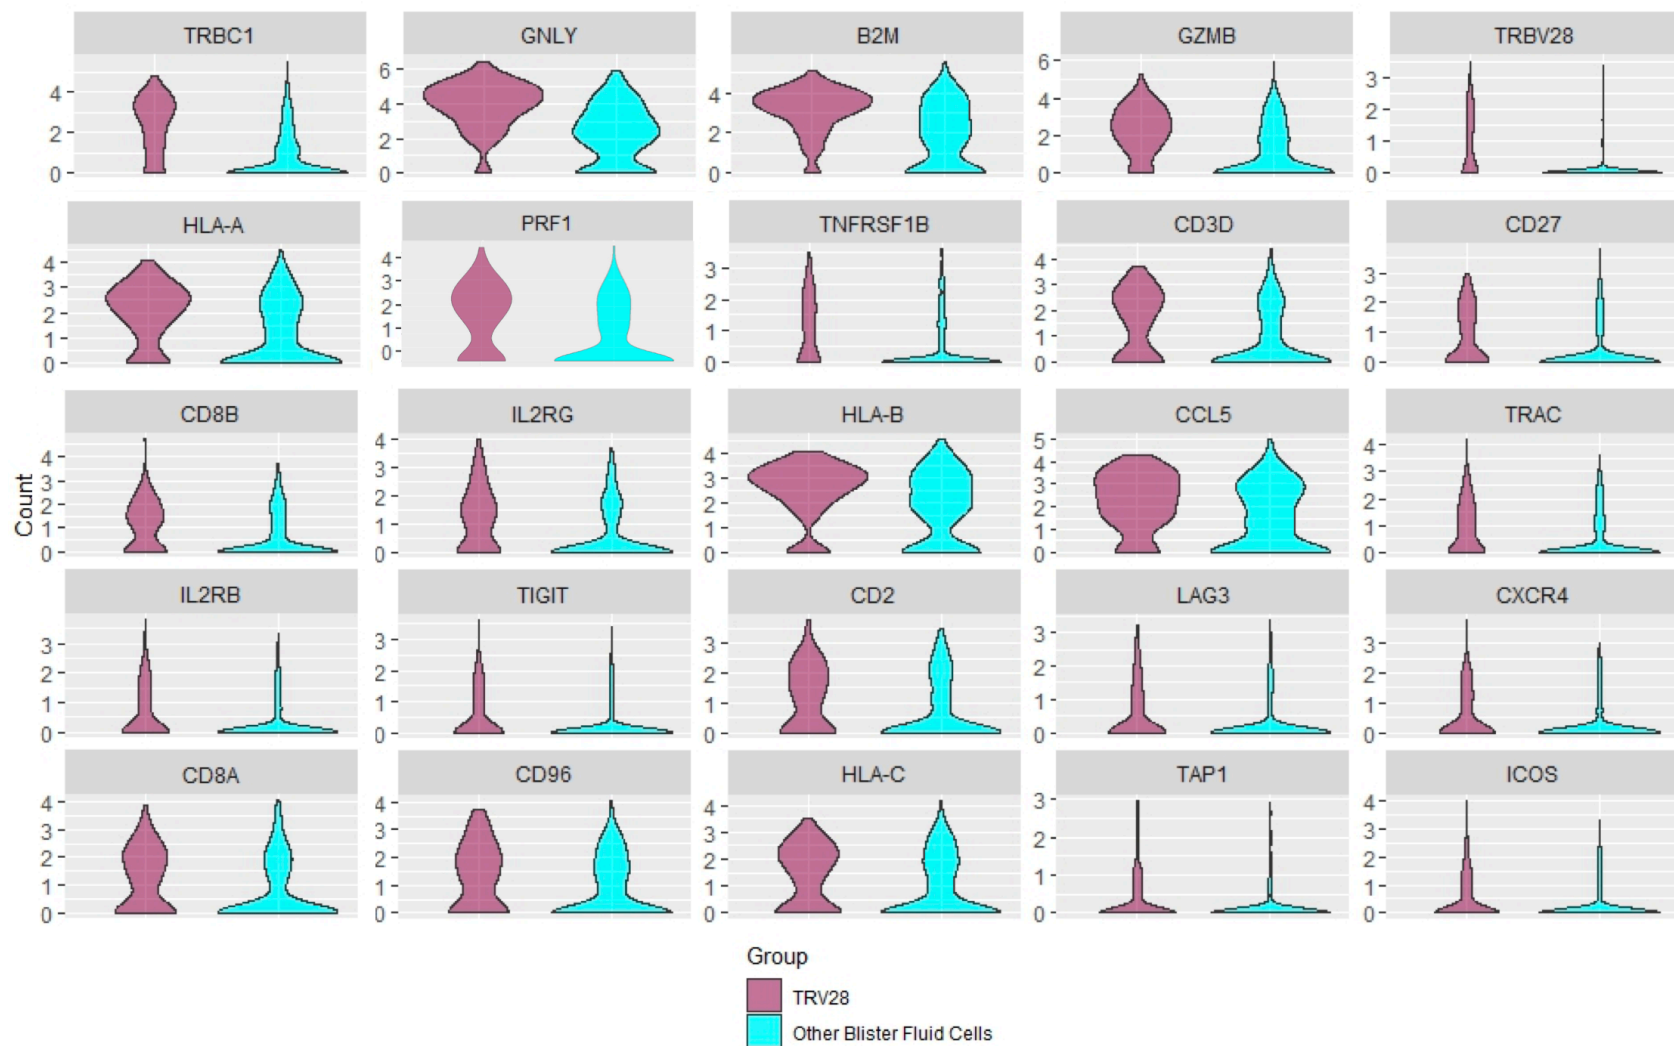 TRBC1 GNLY B2M GZMB TRBV28
4 2 0
6 4 2 0
4 2 0
6 4 2 0
3 2 1 0
HLA-A PRF1 TNFRSF1B CD3D CD27
4 3 2 1 0
4 3 2 1 0
3 2 1 0
4 3 2 1 0
3 2 1 0
CD8B IL2RG HLA-B CCL5 TRAC
4 3 2 1 0
4 3 2 1 0
4 3 2 1 0
5 4 3 2 1 0
4 3 2 1 0
Count
IL2RB TIGIT CD2 LAG3 CXCR4
3 2 1 0
3 2 1 0
3 2 1 0
3 2 1 0
3 2 1 0
CD8A CD96 HLA-C TAP1 ICOS
4 3 2 1 0
4 3 2 1 0
4 3 2 1 0
3 2 1 0
4 3 2 1 0
Group
TRV28
Other Blister Fluid Cells